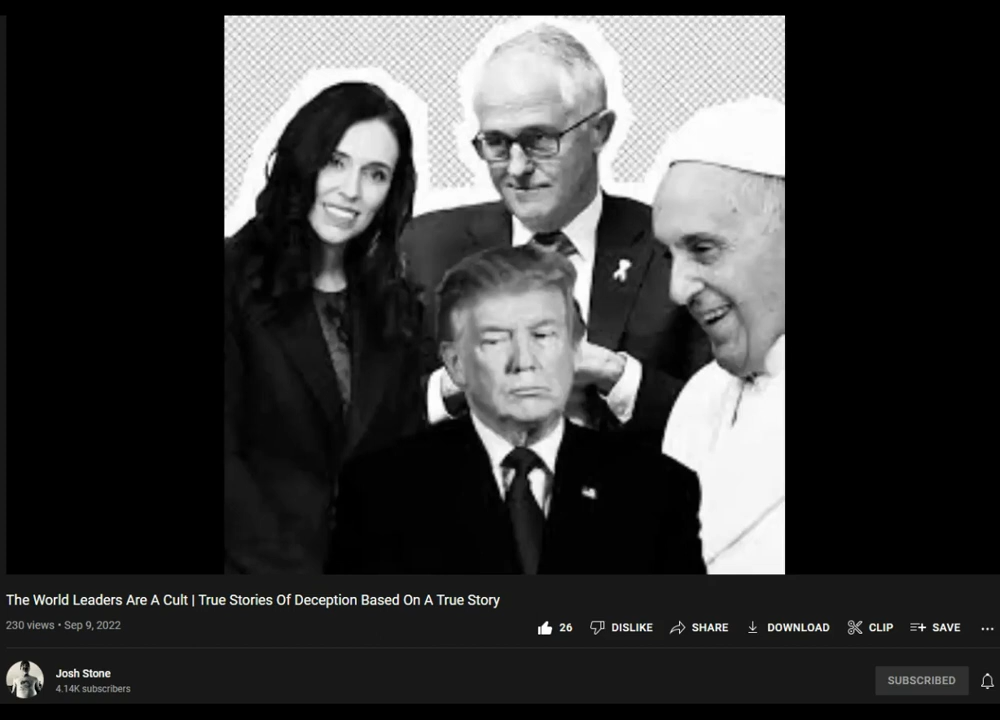 The World Leaders Are A Cult | True Stories Of Deception Based On A True Story
230 views • Sep 9, 2022
26 DISLIKE SHARE DOWNLOAD CLIP SAVE ...
Josh Stone
4.14K subscribers
SUBSCRIBED